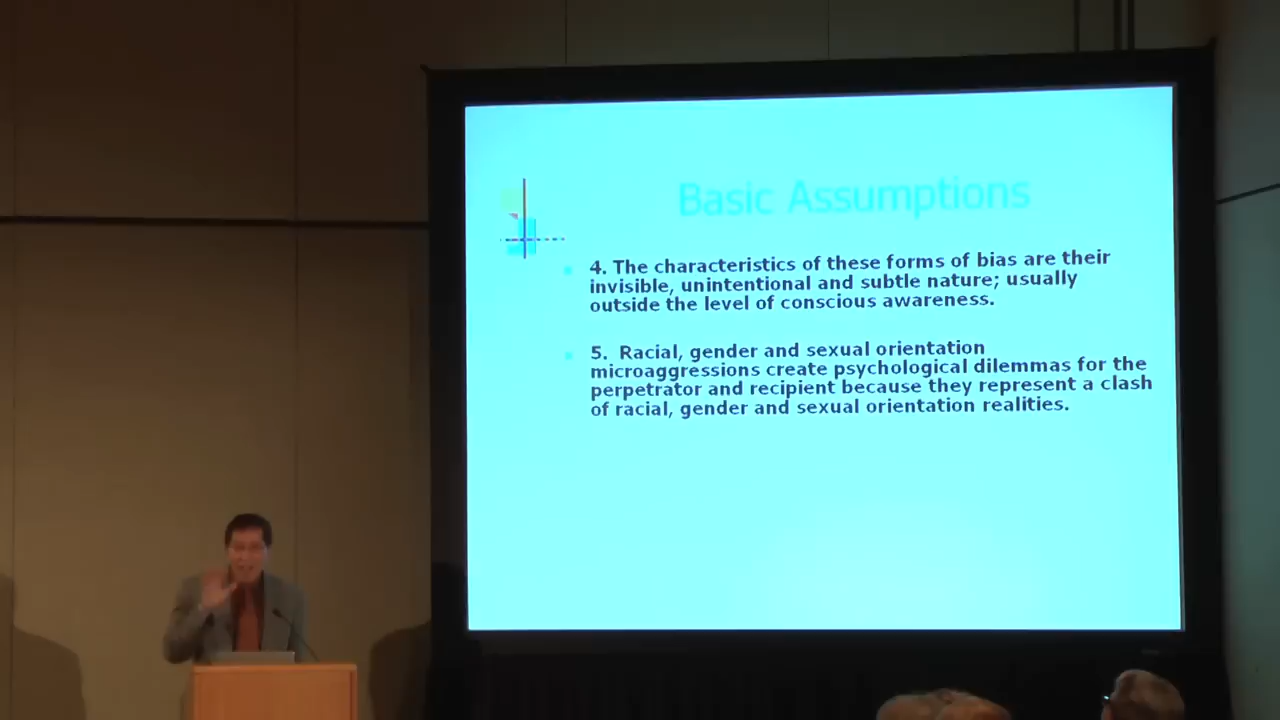 Basic Assumptions
4. The characteristics of these forms of bias are their
invisible, unintentional and subtle nature; usually
outside the level of conscious awareness.
5. Racial, gender and sexual orientation
microaggressions create psychological dilemmas for the
perpetrator and recipient because they represent a clash
of racial, gender and sexual orientation realities.